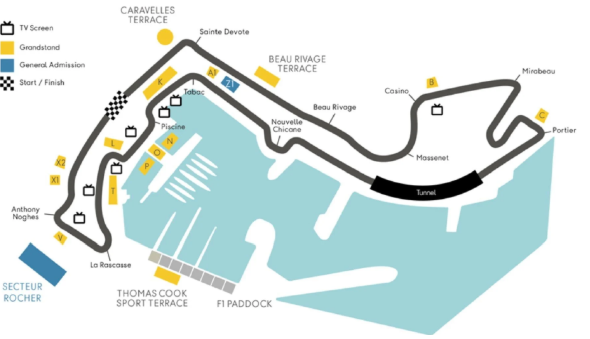 CARAVELLES
TERRACE
TV Screen
Grandstand
General Admission
Start / Finish
Sainte Devote
BEAU RIVAGE
TERRACE
K
A1
Z1
Tabac
B
Mirabeau
Casino
Beau Rivage
C
Portier
Piscine
Nouvelle
Chicane
L
N
O
P
Massenet
X2
X1
T
Tunnel
Anthony
Noghes
V
La Rascasse
SECTEUR
ROCHER
THOMAS COOK
SPORT TERRACE
F1 PADDOCK